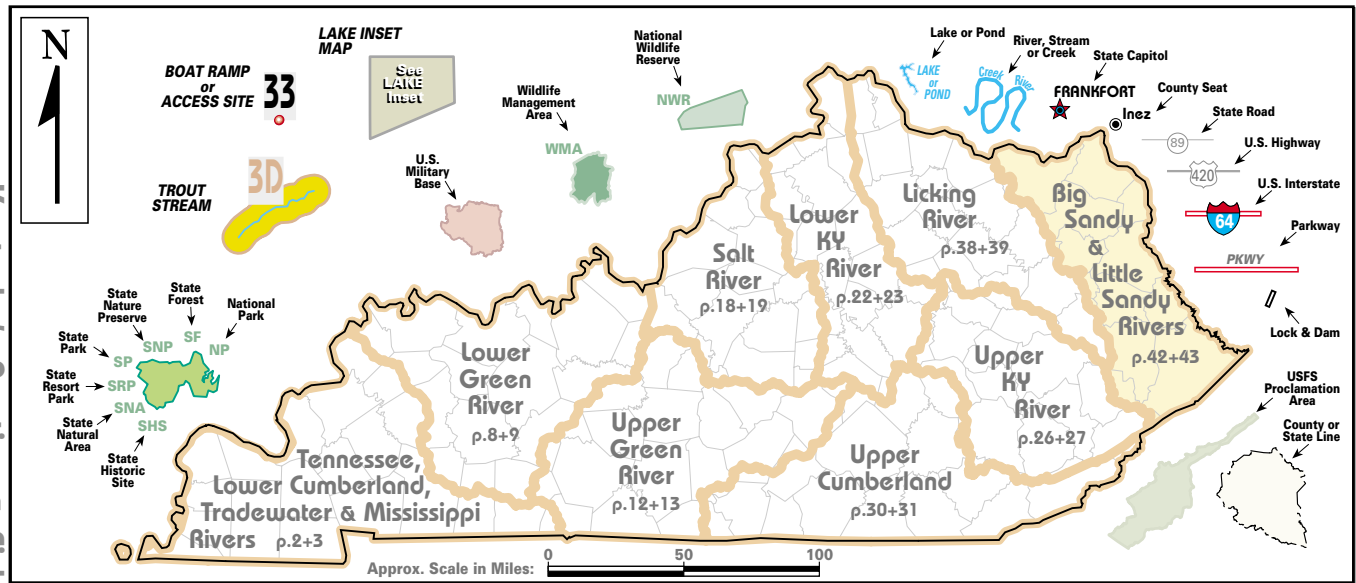 N
BOAT RAMP
or
ACCESS SITE
33
LAKE INSET
MAP
See
LAKE
Inset
TROUT
STREAM
3D
U.S.
Military
Base
Wildlife
Management
Area
WMA
National
Wildlife
Reserve
NWR
Lake or Pond
LAKE
or
POND
River, Stream
or Creek
Creek
River
State Capitol
FRANKFORT
County Seat
Inez
State Road
89
U.S. Highway
420
U.S. Interstate
64
Parkway
PKWY
Lock & Dam
USFS
Proclamation
Area
County or
State Line
State
Forest
SF
State
Nature
Preserve
SNP
National
Park
NP
State
Park
SP
State
Resort
Park
SRP
State
Natural
Area
SNA
State
Historic
Site
SHS
Tennessee,
Lower Cumberland,
Tradewater & Mississippi
Rivers p.2+3
Lower
Green
River
p.8+9
Upper
Green
River
p.12+13
Salt
River
p.18+19
Lower
KY
River
p.22+23
Licking
River
p.38+39
Big
Sandy
&
Little
Sandy
Rivers
p.42+43
Upper
KY
River
p.26+27
Upper
Cumberland
p.30+31
Approx. Scale in Miles:
0 50 100